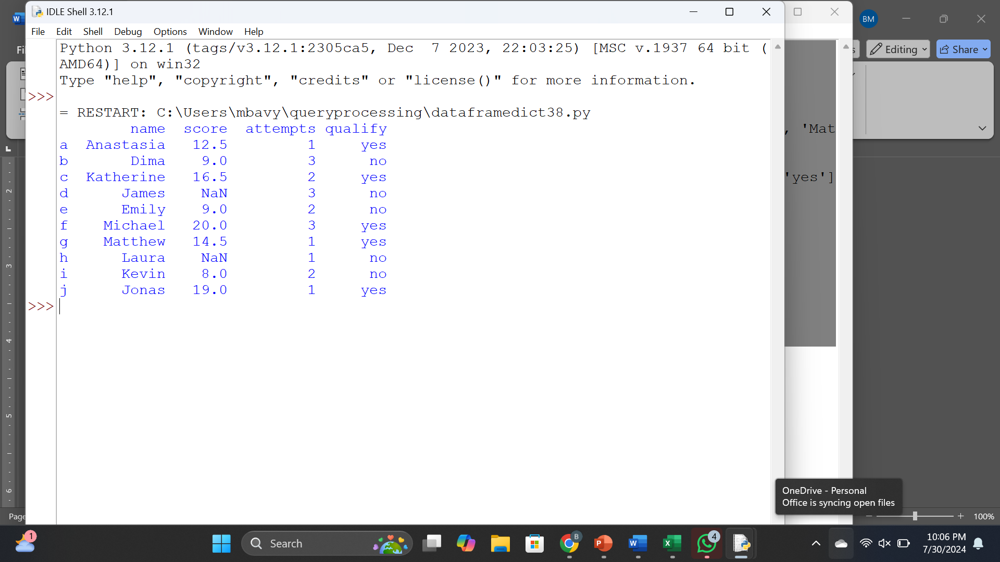 IDLE Shell 3.12.1
BM
File Edit Shell Debug Options Window Help
Fi
Editing
Share
Python 3.12.1 (tags/v3.12.1:2305ca5, Dec  7 2023, 22:03:25) [MSC v.1937 64 bit (
AMD64)] on win32
Type "help", "copyright", "credits" or "license()" for more information.
>>>
= RESTART: C:\Users\mbavy\queryprocessing\dataframedict38.py
name score attempts qualify
, 'Mat
a Anastasia 12.5 1 yes
b Dima 9.0 3 no
c Katherine 16.5 2 yes
'yes']
d James NaN 3 no
e Emily 9.0 2 no
f Michael 20.0 3 yes
g Matthew 14.5 1 yes
h Laura NaN 1 no
i Kevin 8.0 2 no
j Jonas 19.0 1 yes
>>>
2
3
4
5
6
OneDrive - Personal
Office is syncing open files
Page
100%
1
Search
B
4
10:06 PM
7/30/2024